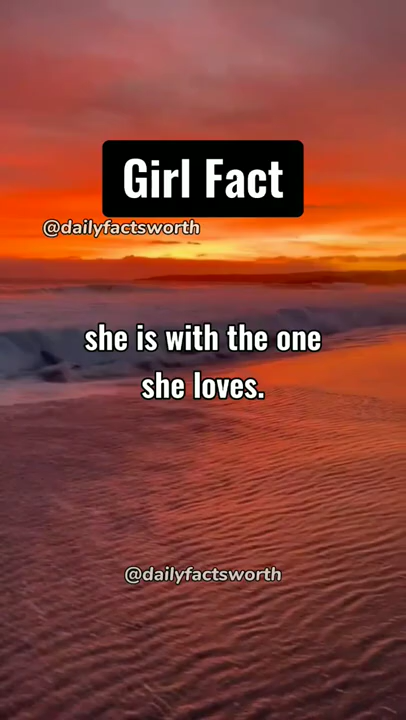 Girl Fact
@dailyfactsworth
she is with the one
she loves.
@dailyfactsworth